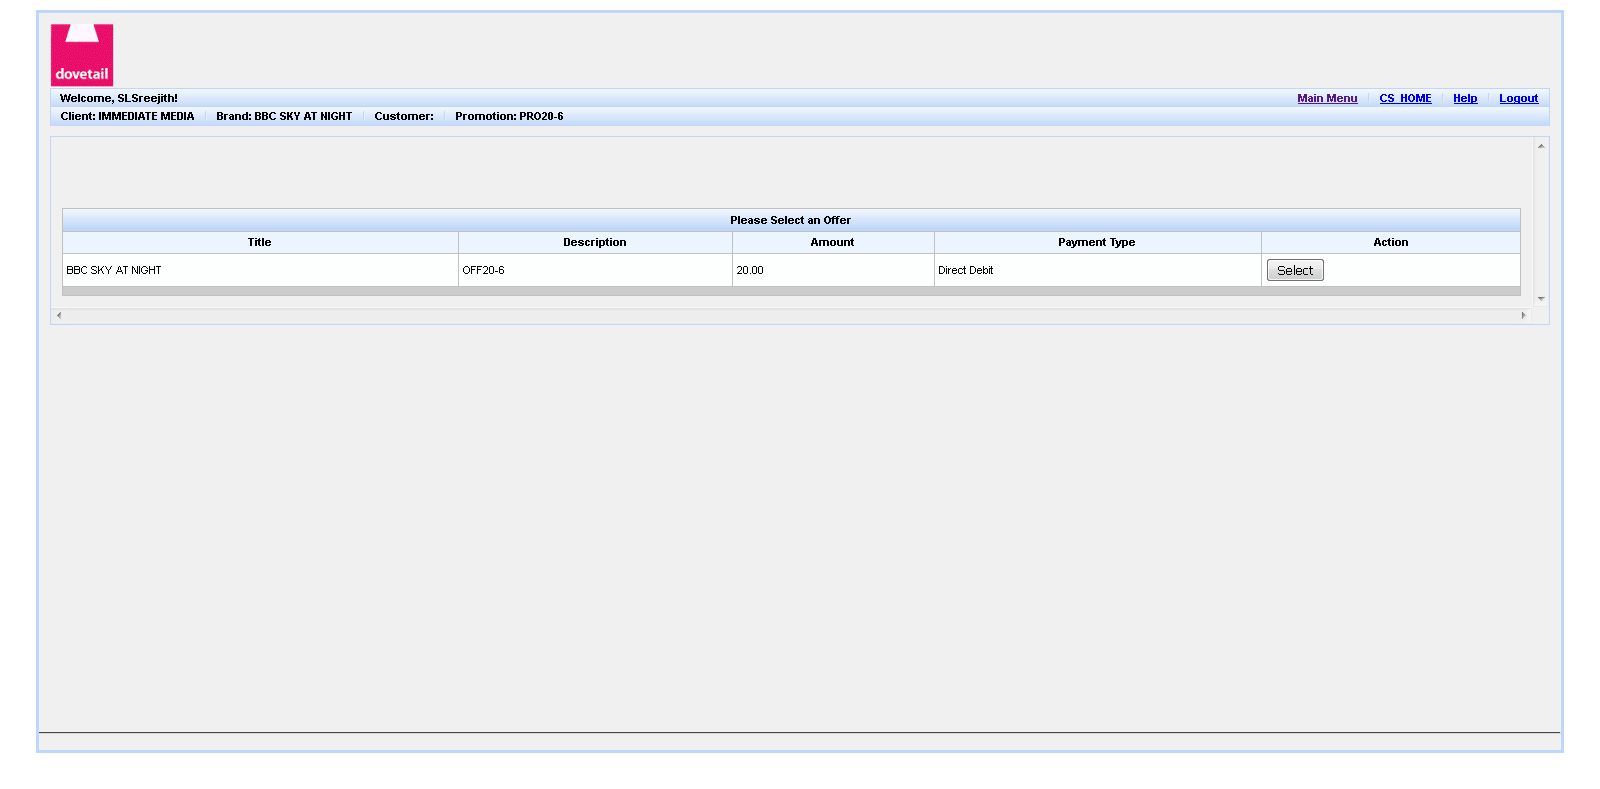 dovetail
Welcome, SLSreejith! Main Menu CS_HOME Help Logout
Client: IMMEDIATE MEDIA Brand: BBC SKY AT NIGHT Customer: Promotion: PRO20-6
Please Select an Offer
Title Description Amount Payment Type Action
BBC SKY AT NIGHT OFF20-6 20.00 Direct Debit Select